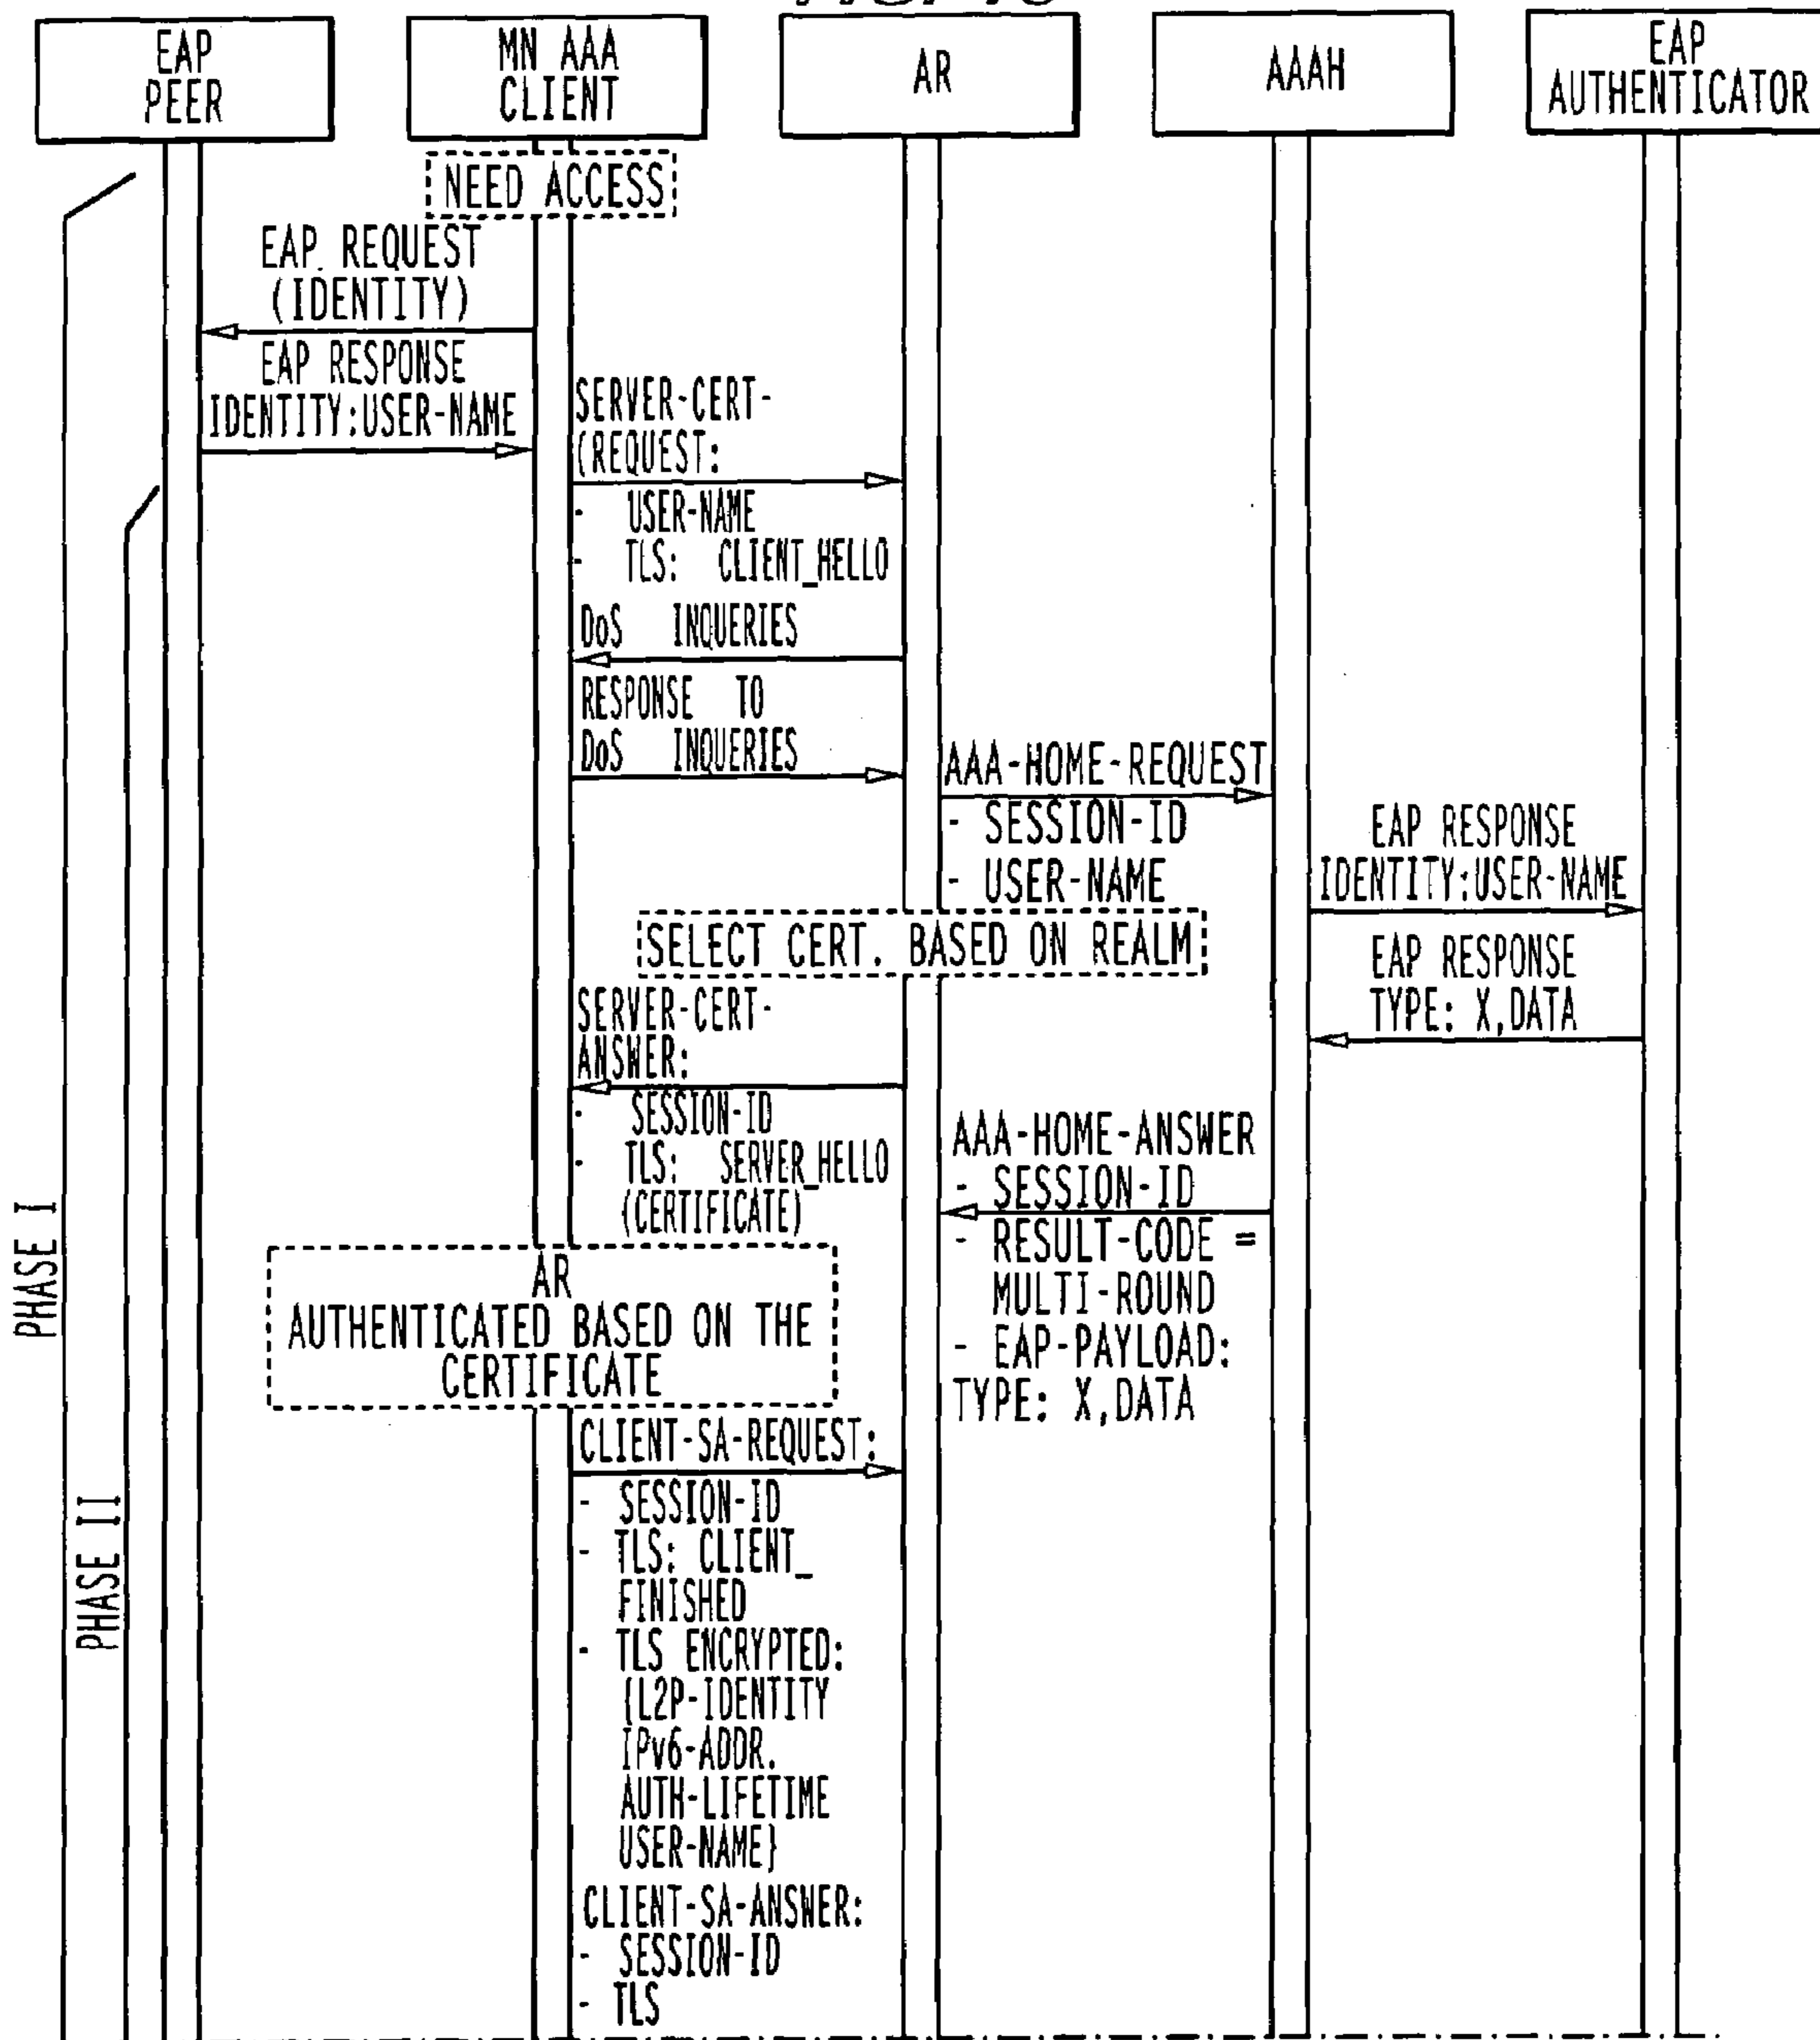 EAP
PEER
MN AAA
CLIENT
AR
AAAH
EAP
AUTHENTICATOR
NEED ACCESS
EAP REQUEST
(IDENTITY)
EAP RESPONSE
IDENTITY:USER-NAME
SERVER-CERT-
(REQUEST:
- USER-NAME
- TLS: CLIENT_HELLO
DoS INQUERIES
RESPONSE TO
DoS INQUERIES
AAA-HOME-REQUEST
- SESSION-ID
- USER-NAME
EAP RESPONSE
IDENTITY:USER-NAME
SELECT CERT. BASED ON REALM
EAP RESPONSE
TYPE: X,DATA
SERVER-CERT-
ANSWER:
- SESSION-ID
- TLS: SERVER_HELLO
(CERTIFICATE)
AAA-HOME-ANSWER
- SESSION-ID
- RESULT-CODE =
MULTI-ROUND
- EAP-PAYLOAD:
TYPE: X,DATA
AR
AUTHENTICATED BASED ON THE
CERTIFICATE
CLIENT-SA-REQUEST:
- SESSION-ID
- TLS: CLIENT_
FINISHED
- TLS ENCRYPTED:
{L2P-IDENTITY
IPv6-ADDR.
AUTH-LIFETIME
USER-NAME}
CLIENT-SA-ANSWER:
- SESSION-ID
- TLS
PHASE I
PHASE II